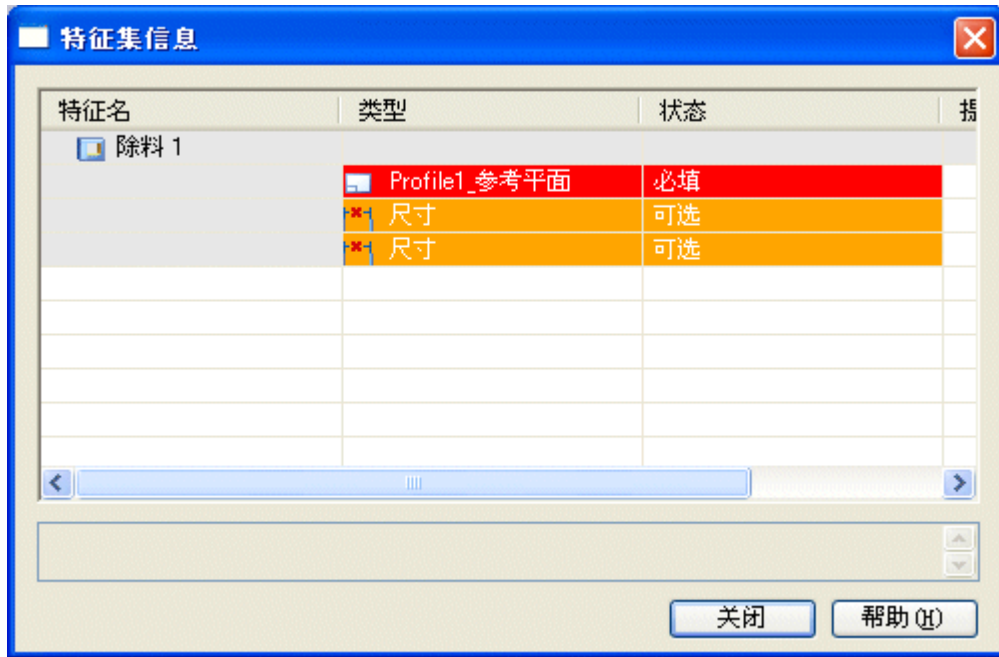 特征集信息
特征名 类型 状态
除料 1
Profile1_参考平面 必填
尺寸 可选
尺寸 可选
关闭 帮助(H)